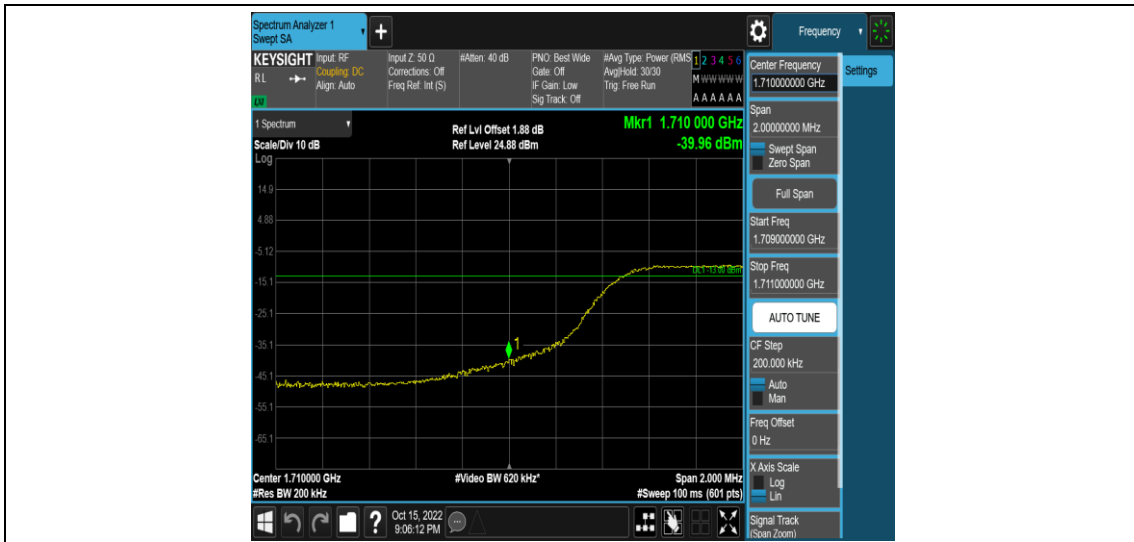 Spectrum Analyzer 1
Swept SA
+
Frequency
KEYSIGHT
RL
LXI
Input: RF
Coupling: DC
Align: Auto
Input Z: 50 Ω
Corrections: Off
Freq Ref: Int (S)
#Atten: 40 dB
PNO: Best Wide
Gate: Off
IF Gain: Low
Sig Track: Off
#Avg Type: Power (RMS
Avg|Hold: 30/30
Trig: Free Run
1 2 3 4 5 6
M W W W W W
A A A A A A
1 Spectrum
Scale/Div 10 dB
Log
Ref Lvl Offset 1.88 dB
Ref Level 24.88 dBm
Mkr1 1.710 000 GHz
-39.96 dBm
14.9
4.88
-5.12
-15.1
-25.1
-35.1
-45.1
-55.1
-65.1
DL1 -13.00 dBm
1
Center 1.710000 GHz
#Res BW 200 kHz
#Video BW 620 kHz*
Span 2.000 MHz
#Sweep 100 ms (601 pts)
?
Oct 15, 2022
9:06:12 PM
Center Frequency
1.710000000 GHz
Settings
Span
2.00000000 MHz
Swept Span
Zero Span
Full Span
Start Freq
1.709000000 GHz
Stop Freq
1.711000000 GHz
AUTO TUNE
CF Step
200.000 kHz
Auto
Man
Freq Offset
0 Hz
X Axis Scale
Log
Lin
Signal Track
(Span Zoom)